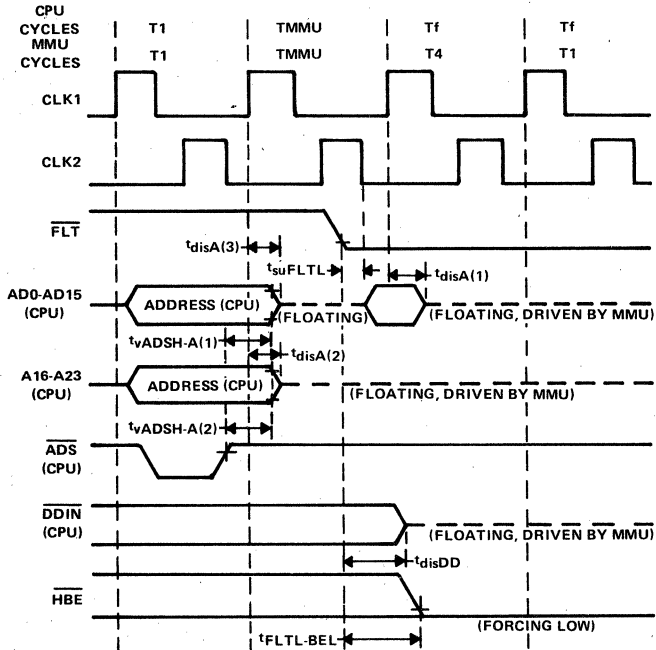 CPU
CYCLES T1 TMMU Tf Tf
MMU
CYCLES T1 TMMU T4 T1
CLK1
CLK2
FLT
tdisA(3)
tsuFLTL
tdisA(1)
AD0-AD15
(CPU)
ADDRESS (CPU)
(FLOATING)
(FLOATING, DRIVEN BY MMU)
tvADSH-A(1)
tdisA(2)
A16-A23
(CPU)
ADDRESS (CPU)
(FLOATING, DRIVEN BY MMU)
tvADSH-A(2)
ADS
(CPU)
DDIN
(CPU)
(FLOATING, DRIVEN BY MMU)
tdisDD
HBE
(FORCING LOW)
tFLTL-BEL